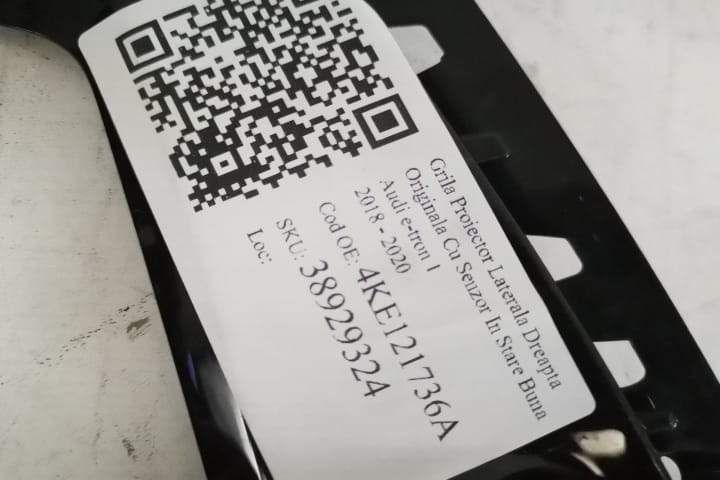 Grila Proiector Laterala Dreapta
Originala Cu Senzor In Stare Buna
Audi e-tron 1
2018 - 2020
Cod OE: 4KE121736A
SKU: 38929324
Loc: